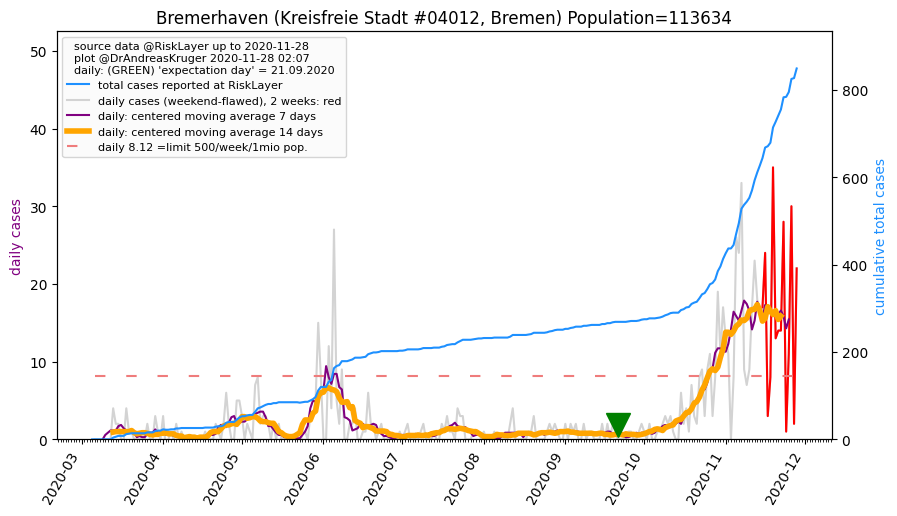 Bremerhaven (Kreisfreie Stadt #04012, Bremen) Population=113634
source data @RiskLayer up to 2020-11-28
plot @DrAndreasKruger 2020-11-28 02:07
daily: (GREEN) 'expectation day' = 21.09.2020
total cases reported at RiskLayer
daily cases (weekend-flawed), 2 weeks: red
daily: centered moving average 7 days
daily: centered moving average 14 days
daily 8.12 =limit 500/week/1mio pop.
daily cases
50
40
30
20
10
0
cumulative total cases
800
600
400
200
0
2020-03
2020-04
2020-05
2020-06
2020-07
2020-08
2020-09
2020-10
2020-11
2020-12